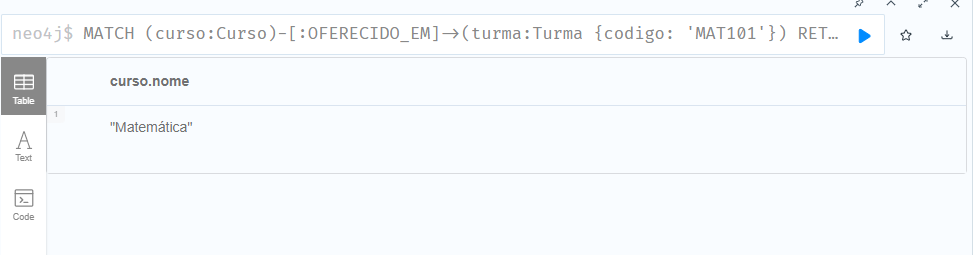 neo4j$ MATCH (curso:Curso)-[:OFERECIDO_EM]->(turma:Turma {codigo: 'MAT101'}) RET…
Table
curso.nome
1
"Matemática"
Text
Code